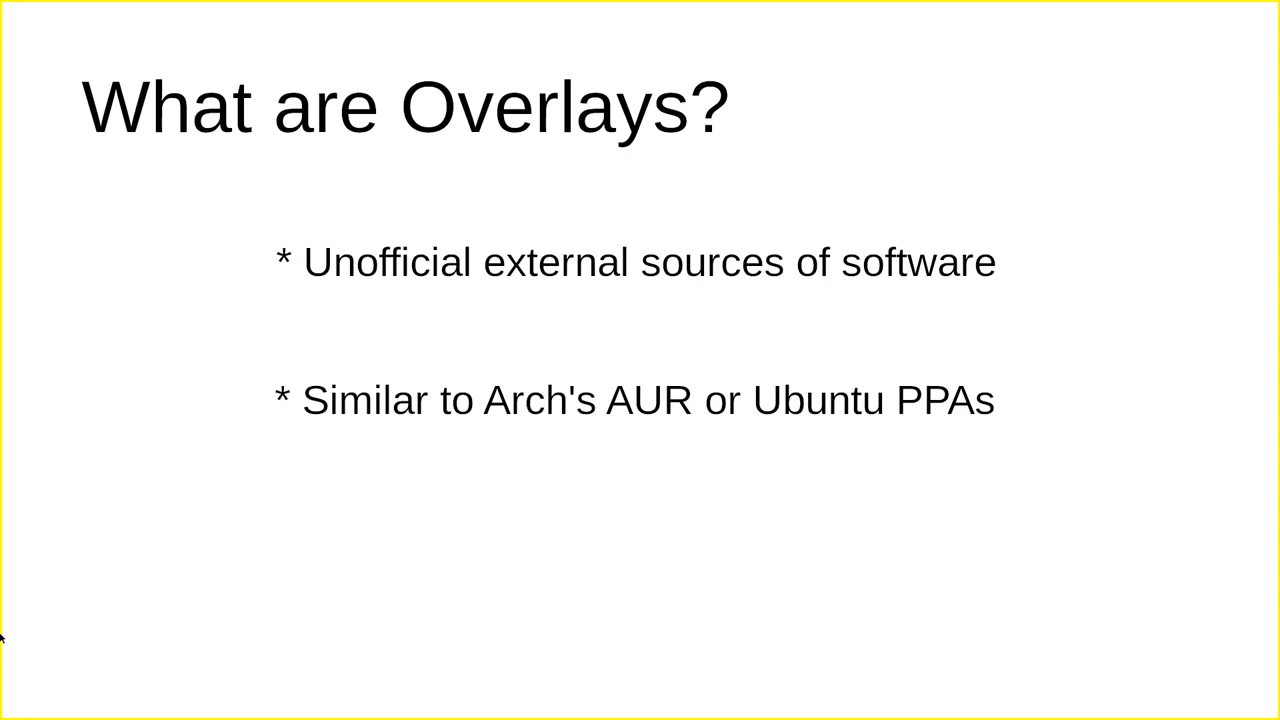 What are Overlays?
* Unofficial external sources of software
* Similar to Arch's AUR or Ubuntu PPAs